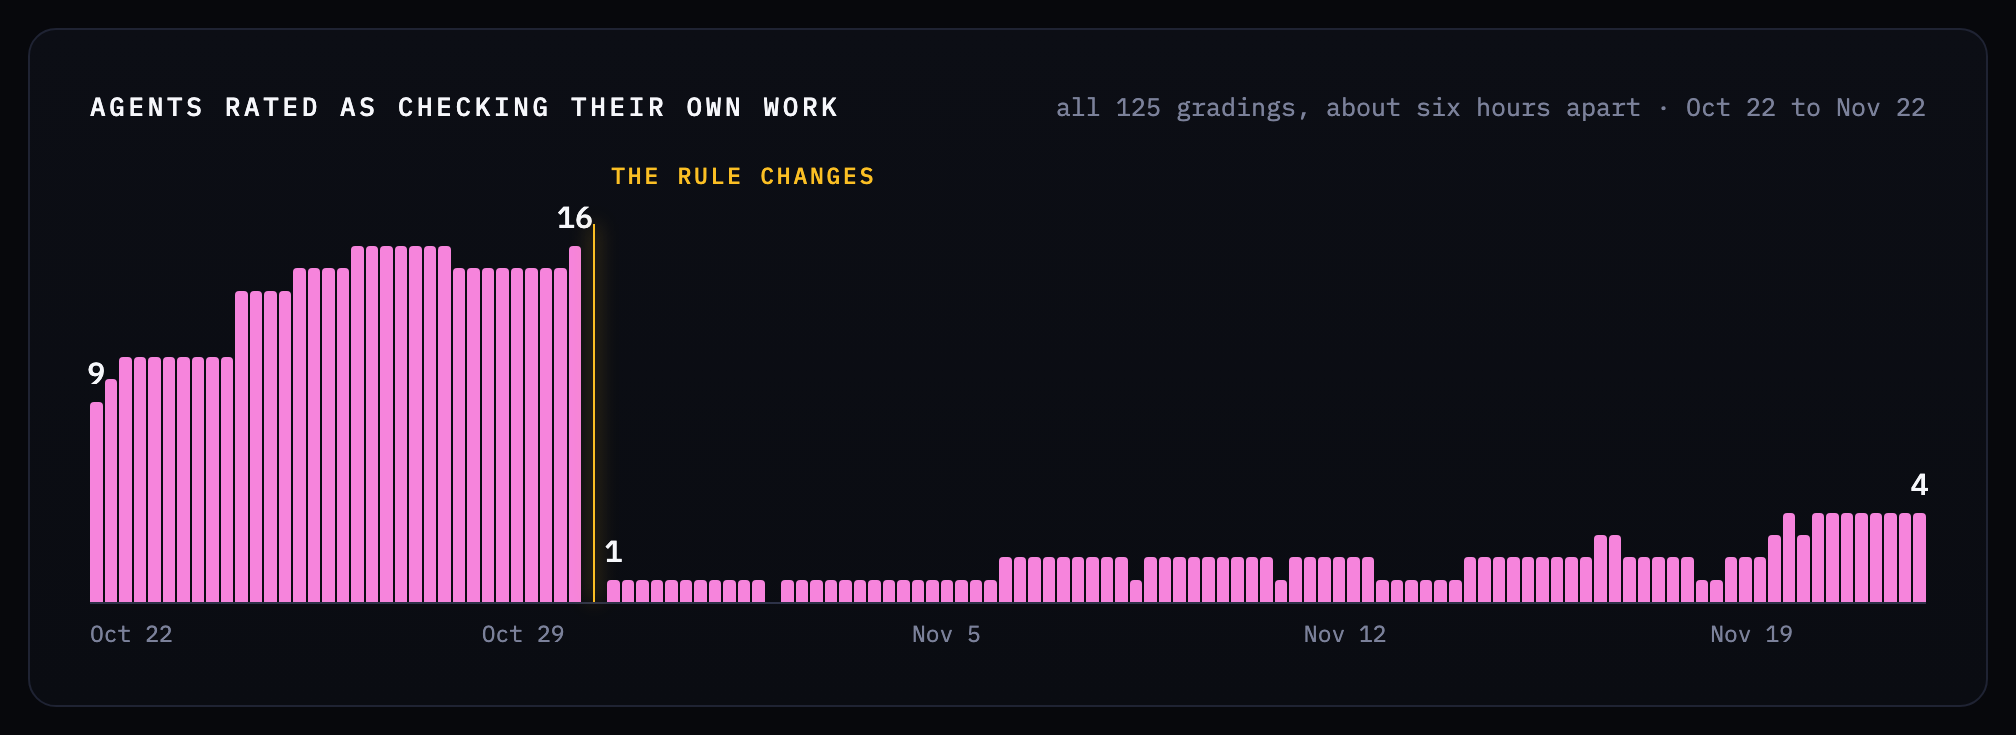 AGENTS RATED AS CHECKING THEIR OWN WORK
all 125 gradings, about six hours apart · Oct 22 to Nov 22
THE RULE CHANGES
16
9
1
4
Oct 22
Oct 29
Nov 5
Nov 12
Nov 19